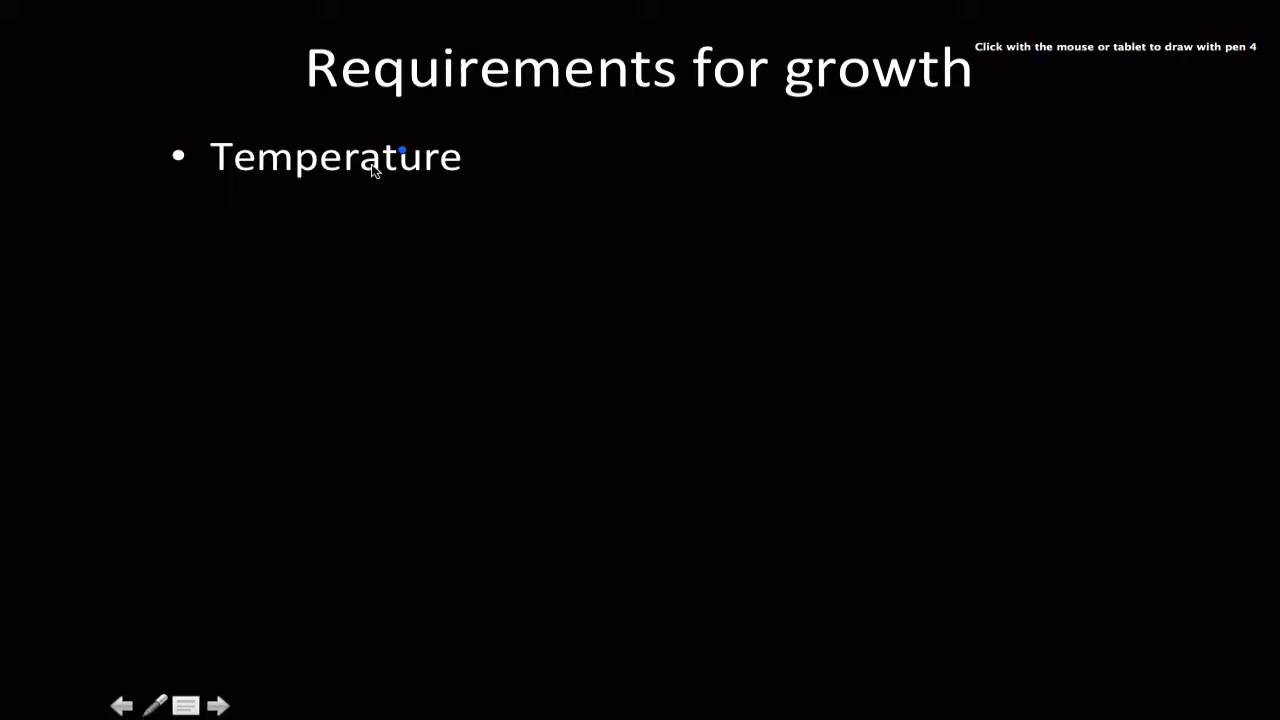 Click with the mouse or tablet to draw with pen 4
Requirements for growth
• Temperature